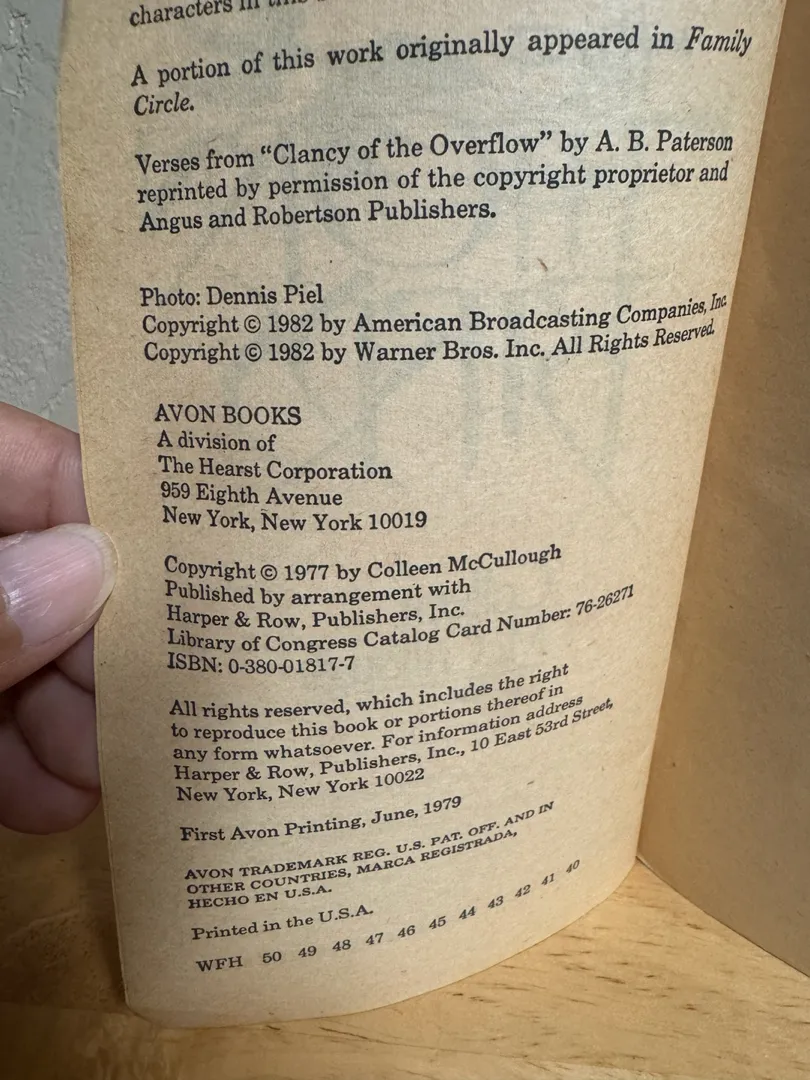 characters in this
A portion of this work originally appeared in Family
Circle.
Verses from “Clancy of the Overflow” by A. B. Paterson
reprinted by permission of the copyright proprietor and
Angus and Robertson Publishers.
Photo: Dennis Piel
Copyright © 1982 by American Broadcasting Companies, Inc.
Copyright © 1982 by Warner Bros. Inc. All Rights Reserved.
AVON BOOKS
A division of
The Hearst Corporation
959 Eighth Avenue
New York, New York 10019
Copyright © 1977 by Colleen McCullough
Published by arrangement with
Harper & Row, Publishers, Inc.
Library of Congress Catalog Card Number: 76-26271
ISBN: 0-380-01817-7
All rights reserved, which includes the right
to reproduce this book or portions thereof in
any form whatsoever. For information address
Harper & Row, Publishers, Inc., 10 East 53rd Street,
New York, New York 10022
First Avon Printing, June, 1979
AVON TRADEMARK REG. U.S. PAT. OFF. AND IN
OTHER COUNTRIES, MARCA REGISTRADA,
HECHO EN U.S.A.
Printed in the U.S.A.
WFH 50 49 48 47 46 45 44 43 42 41 40